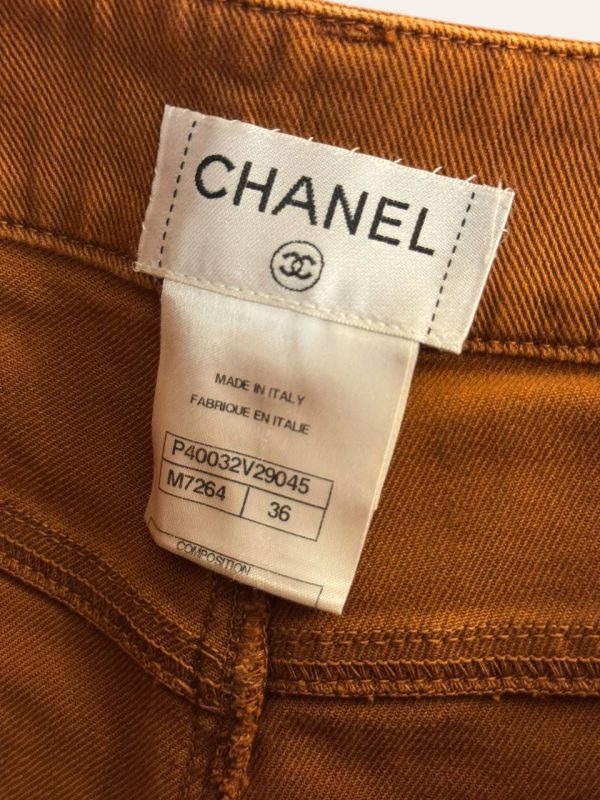 CHANEL
MADE IN ITALY
FABRIQUE EN ITALIE
P40032V29045
M7264 36
COMPOSITION